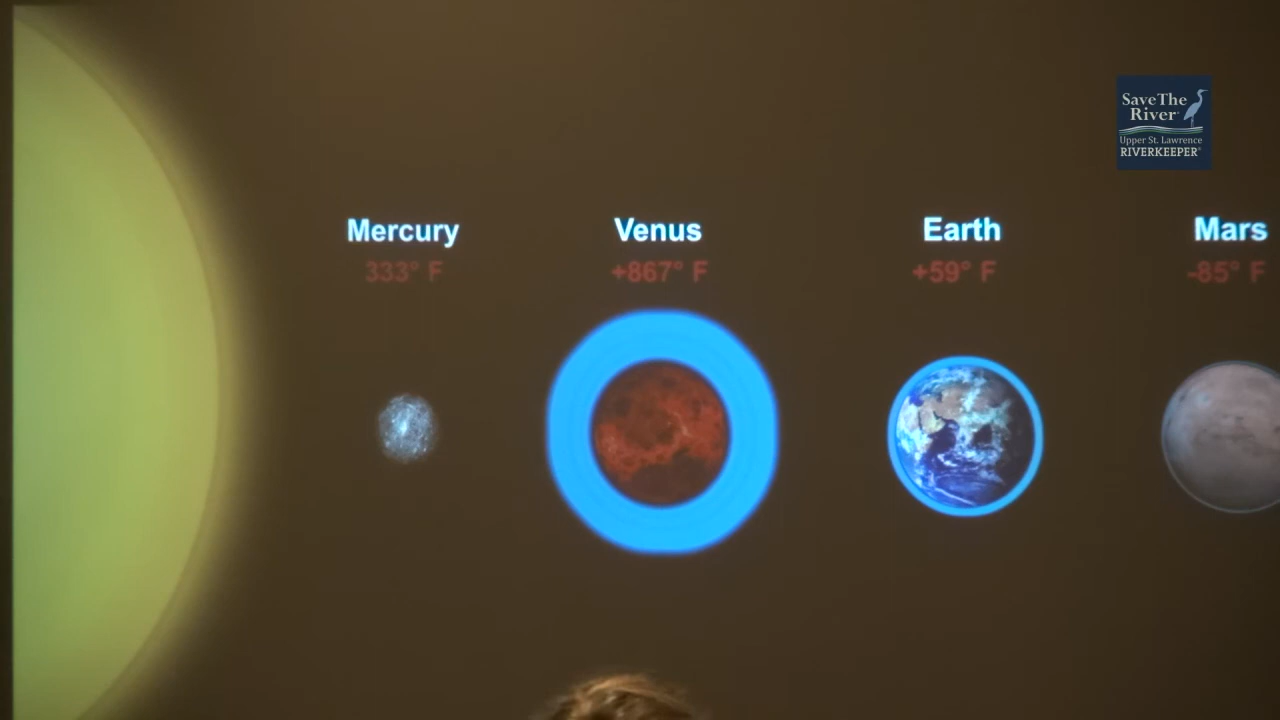 Save The
River
Upper St. Lawrence
RIVERKEEPER®
Mercury
Venus
Earth
Mars
333° F
+867° F
+59° F
-85° F